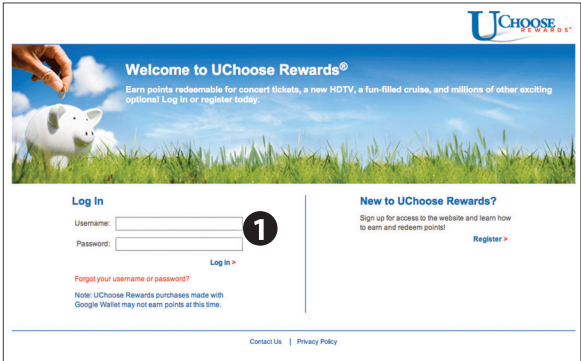 UCHOOSE
REWARDS®
Welcome to UChoose Rewards®
Earn points redeemable for concert tickets, a new HDTV, a fun-filled cruise, and millions of other exciting
options! Log in or register today.
Log In
Username:
Password:
1
Log in >
Forgot your username or password?
Note: UChoose Rewards purchases made with
Google Wallet may not earn points at this time.
New to UChoose Rewards?
Sign up for access to the website and learn how
to earn and redeem points!
Register >
Contact Us | Privacy Policy